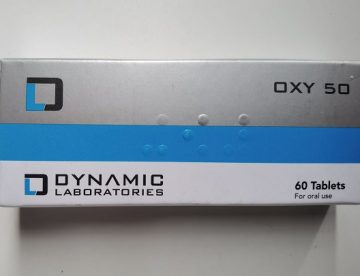 OXY 50
DYNAMIC
LABORATORIES
60 Tablets
For oral use